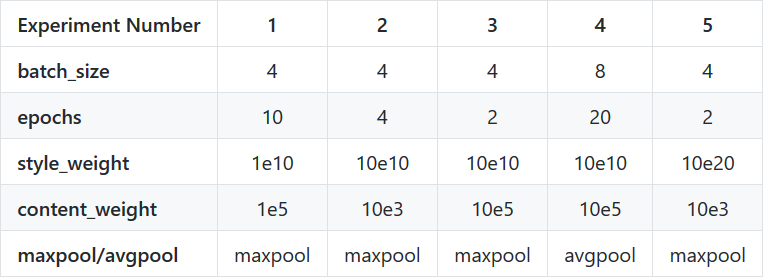 Experiment Number 1 2 3 4 5
batch_size 4 4 4 8 4
epochs 10 4 2 20 2
style_weight 1e10 10e10 10e10 10e10 10e20
content_weight 1e5 10e3 10e5 10e5 10e3
maxpool/avgpool maxpool maxpool maxpool avgpool maxpool